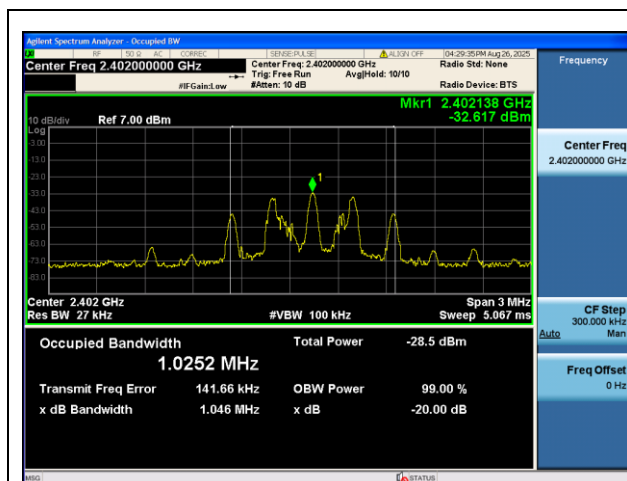 Agilent Spectrum Analyzer - Occupied BW
RF 50 Ω AC CORREC SENSE:PULSE ALIGN OFF 04:29:35 PM Aug 26, 2025
Center Freq 2.402000000 GHz Center Freq: 2.402000000 GHz Radio Std: None
Trig: Free Run Avg|Hold: 10/10
#IFGain:Low #Atten: 10 dB Radio Device: BTS
Mkr1 2.402138 GHz
-32.617 dBm
10 dB/div Ref 7.00 dBm
Log
-3.00
-13.0
-23.0
-33.0
-43.0
-53.0
-63.0
-73.0
-83.0
1
Center 2.402 GHz Span 3 MHz
Res BW 27 kHz #VBW 100 kHz Sweep 5.067 ms
Occupied Bandwidth Total Power -28.5 dBm
1.0252 MHz
Transmit Freq Error 141.66 kHz OBW Power 99.00 %
x dB Bandwidth 1.046 MHz x dB -20.00 dB
MSG STATUS
Frequency
Center Freq
2.402000000 GHz
CF Step
300.000 kHz
Auto Man
Freq Offset
0 Hz